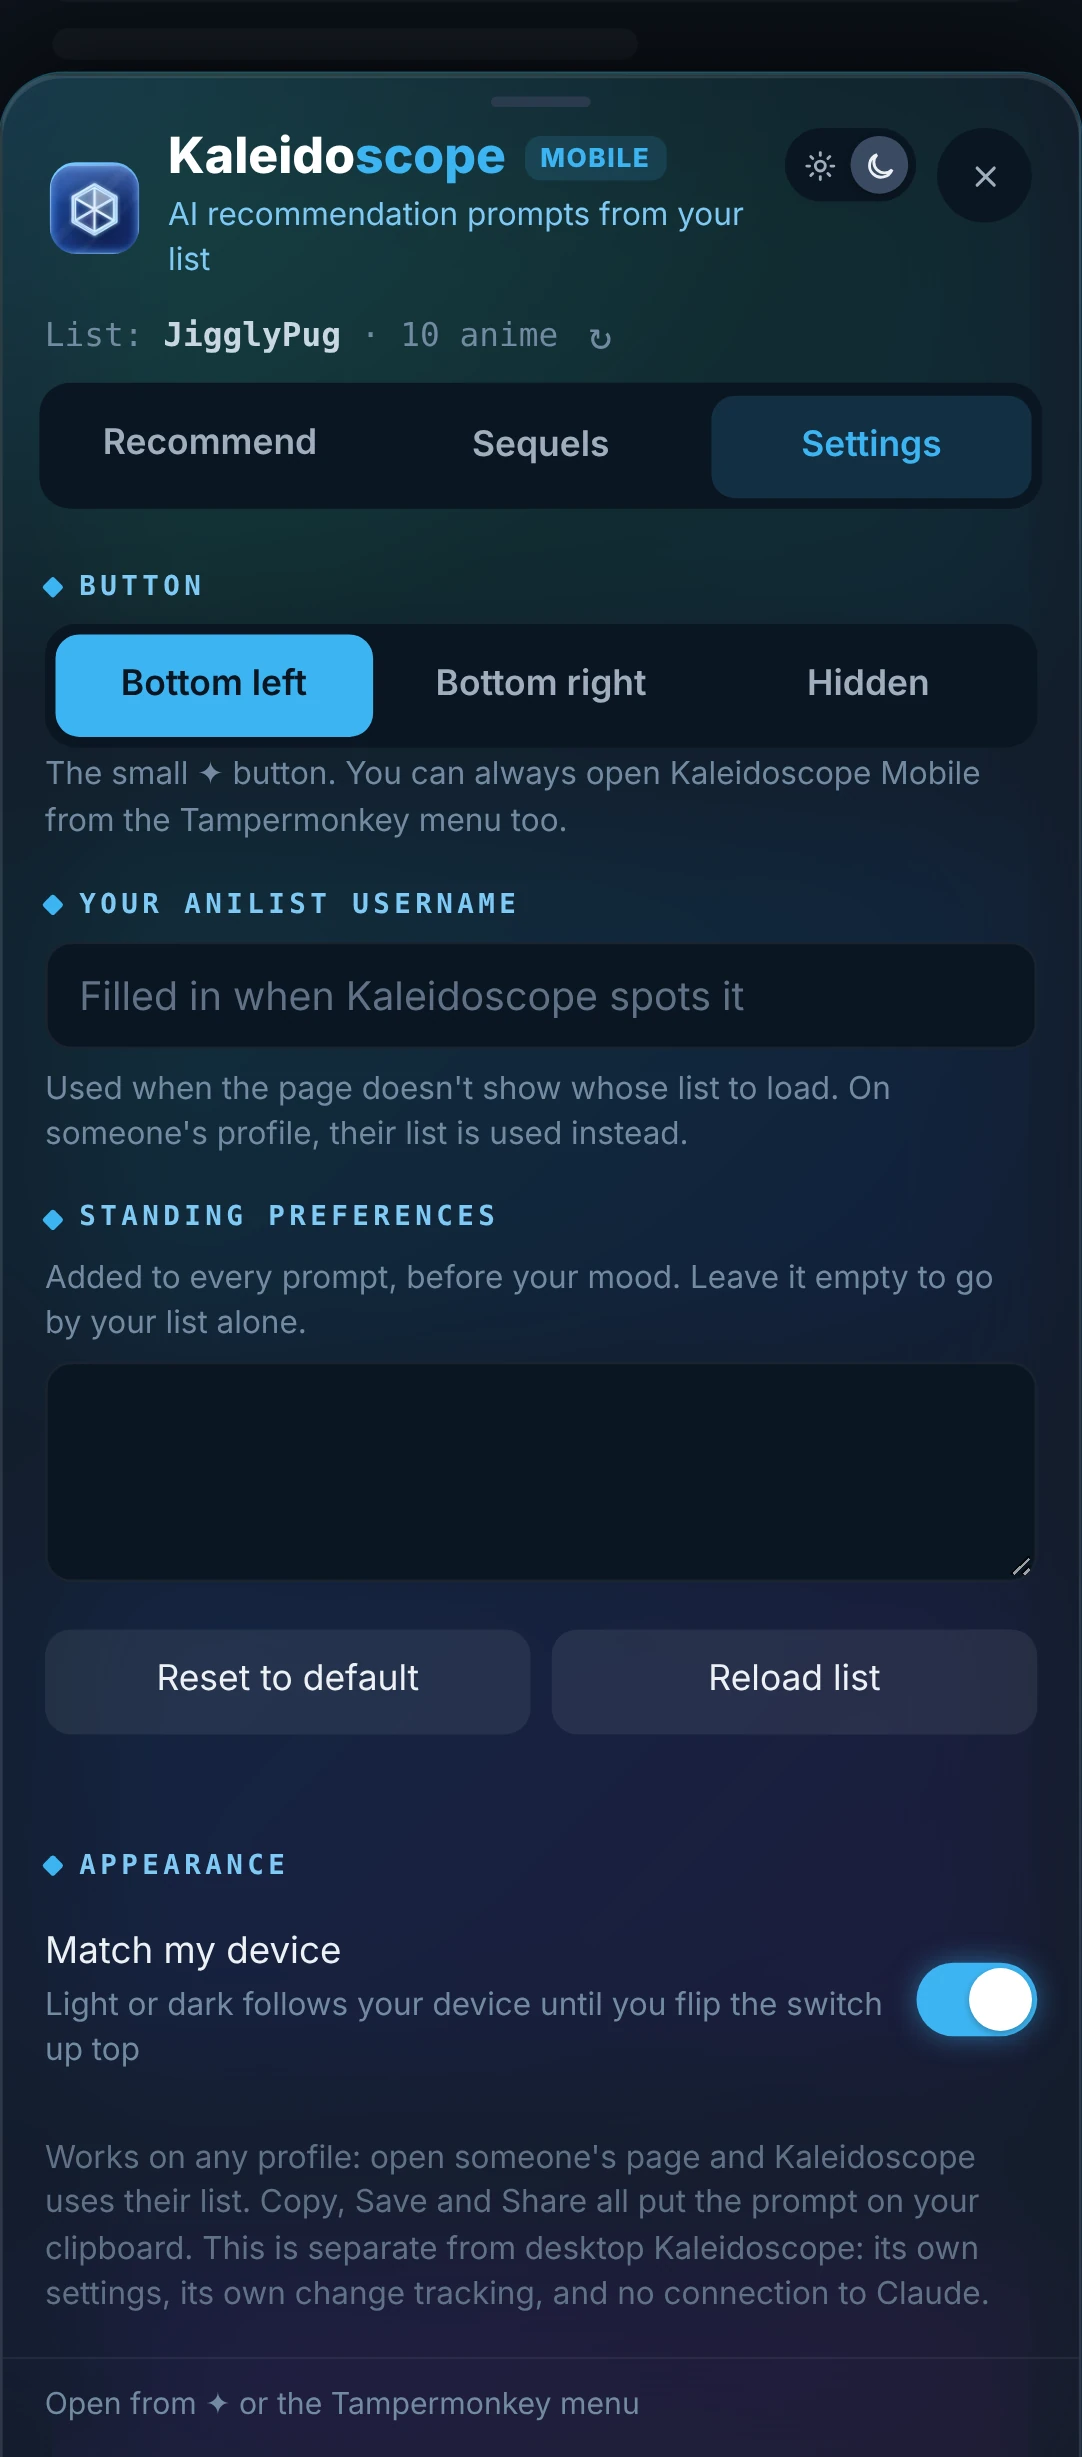 Kaleidoscope MOBILE
AI recommendation prompts from your
list
List: JigglyPug · 10 anime ↻
Recommend Sequels Settings
BUTTON
Bottom left Bottom right Hidden
The small ✦ button. You can always open Kaleidoscope Mobile
from the Tampermonkey menu too.
YOUR ANILIST USERNAME
Filled in when Kaleidoscope spots it
Used when the page doesn't show whose list to load. On
someone's profile, their list is used instead.
STANDING PREFERENCES
Added to every prompt, before your mood. Leave it empty to go
by your list alone.
Reset to default Reload list
APPEARANCE
Match my device
Light or dark follows your device until you flip the switch
up top
Works on any profile: open someone's page and Kaleidoscope
uses their list. Copy, Save and Share all put the prompt on your
clipboard. This is separate from desktop Kaleidoscope: its own
settings, its own change tracking, and no connection to Claude.
Open from ✦ or the Tampermonkey menu